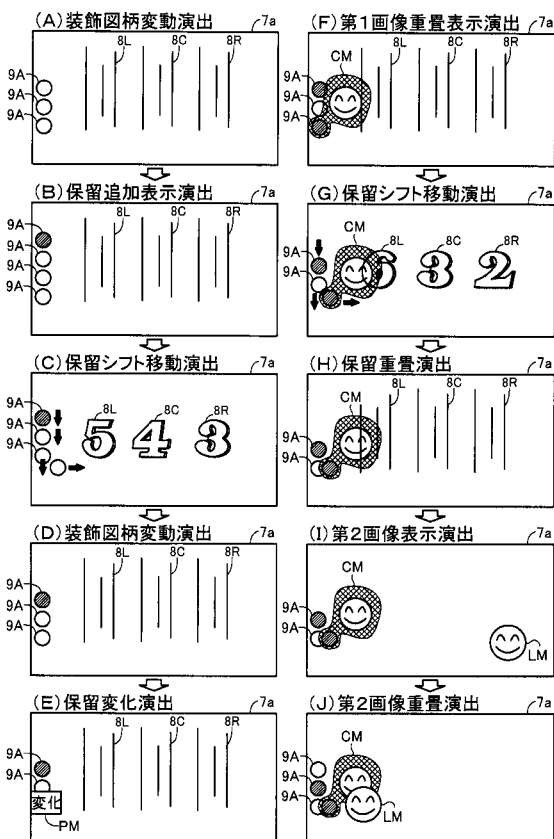 (A)装飾図柄変動演出
7a
8L
8C
8R
9A
9A
9A
(B)保留追加表示演出
7a
8L
8C
8R
9A
9A
9A
9A
(C)保留シフト移動演出
7a
8L
8C
8R
9A
9A
9A
5 4 3
(D)装飾図柄変動演出
7a
8L
8C
8R
9A
9A
9A
(E)保留変化演出
7a
8L
8C
8R
9A
9A
変化
PM
(F)第1画像重畳表示演出
7a
CM
8L
8C
8R
9A
9A
9A
(G)保留シフト移動演出
7a
CM
8L
8C
8R
9A
9A
6 3 2
(H)保留重畳演出
7a
CM
8L
8C
8R
9A
9A
(I)第2画像表示演出
7a
CM
9A
9A
LM
(J)第2画像重畳演出
7a
CM
9A
9A
9A
LM